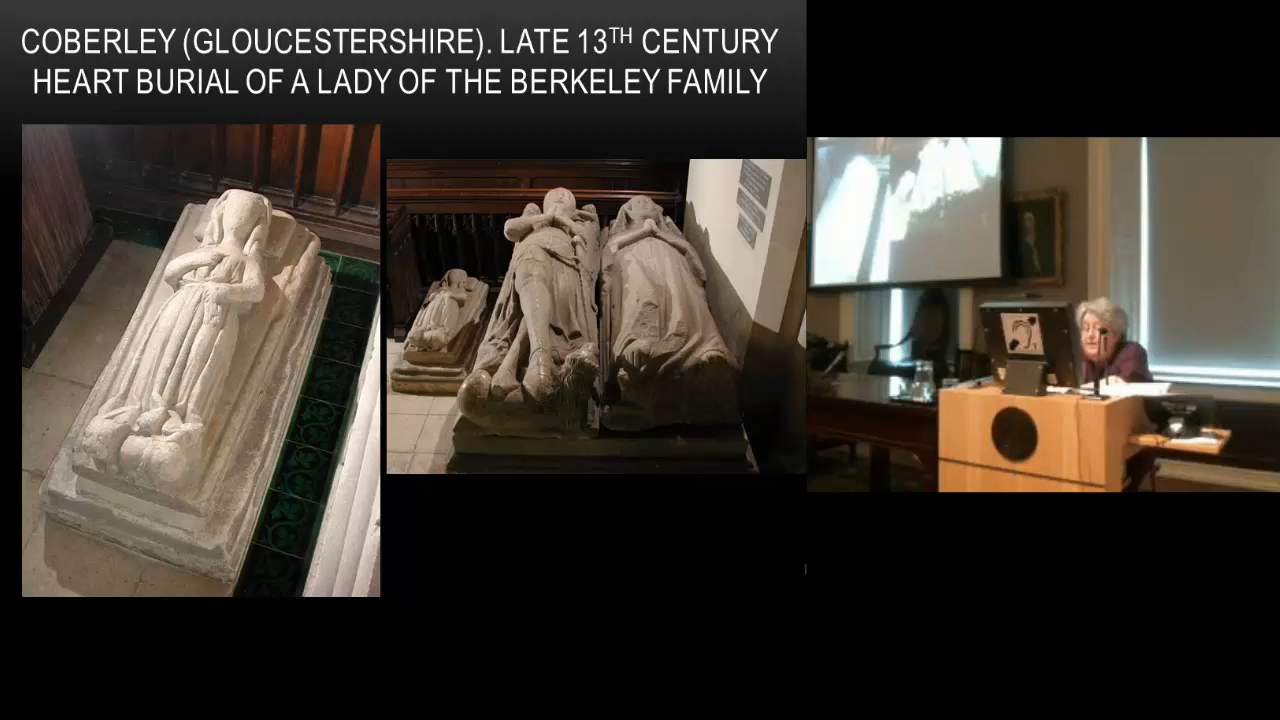 COBERLEY (GLOUCESTERSHIRE). LATE 13TH CENTURY
HEART BURIAL OF A LADY OF THE BERKELEY FAMILY